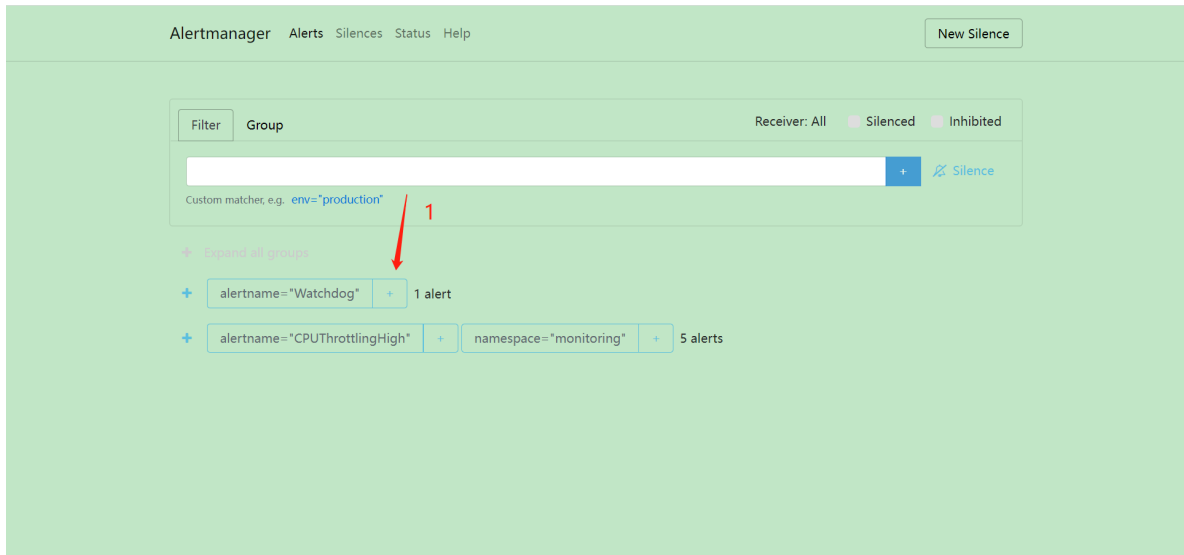 Alertmanager Alerts Silences Status Help New Silence
Filter Group Receiver: All Silenced Inhibited
+ Silence
Custom matcher, e.g. env="production"
1
+ Expand all groups
+ alertname="Watchdog" + 1 alert
+ alertname="CPUThrottlingHigh" + namespace="monitoring" + 5 alerts